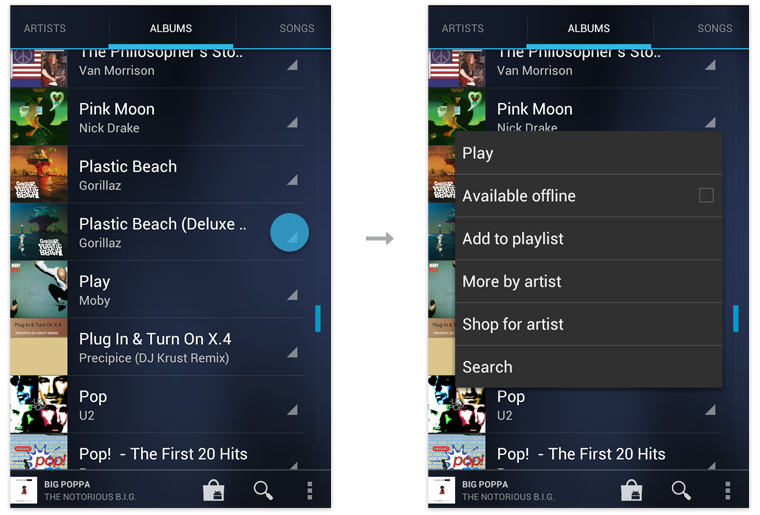 ARTISTS ALBUMS SONGS
The Philosopher's Sto..
Van Morrison
Pink Moon
Nick Drake
Plastic Beach
Gorillaz
Plastic Beach (Deluxe ..
Gorillaz
Play
Moby
Plug In & Turn On X.4
Precipice (DJ Krust Remix)
Pop
U2
Pop! - The First 20 Hits
BIG POPPA
THE NOTORIOUS B.I.G.
ARTISTS ALBUMS SONGS
The Philosopher's Sto..
Van Morrison
Pink Moon
Nick Drake
Play
Available offline
Add to playlist
More by artist
Shop for artist
Search
Pop
U2
Pop! - The First 20 Hits
BIG POPPA
THE NOTORIOUS B.I.G.